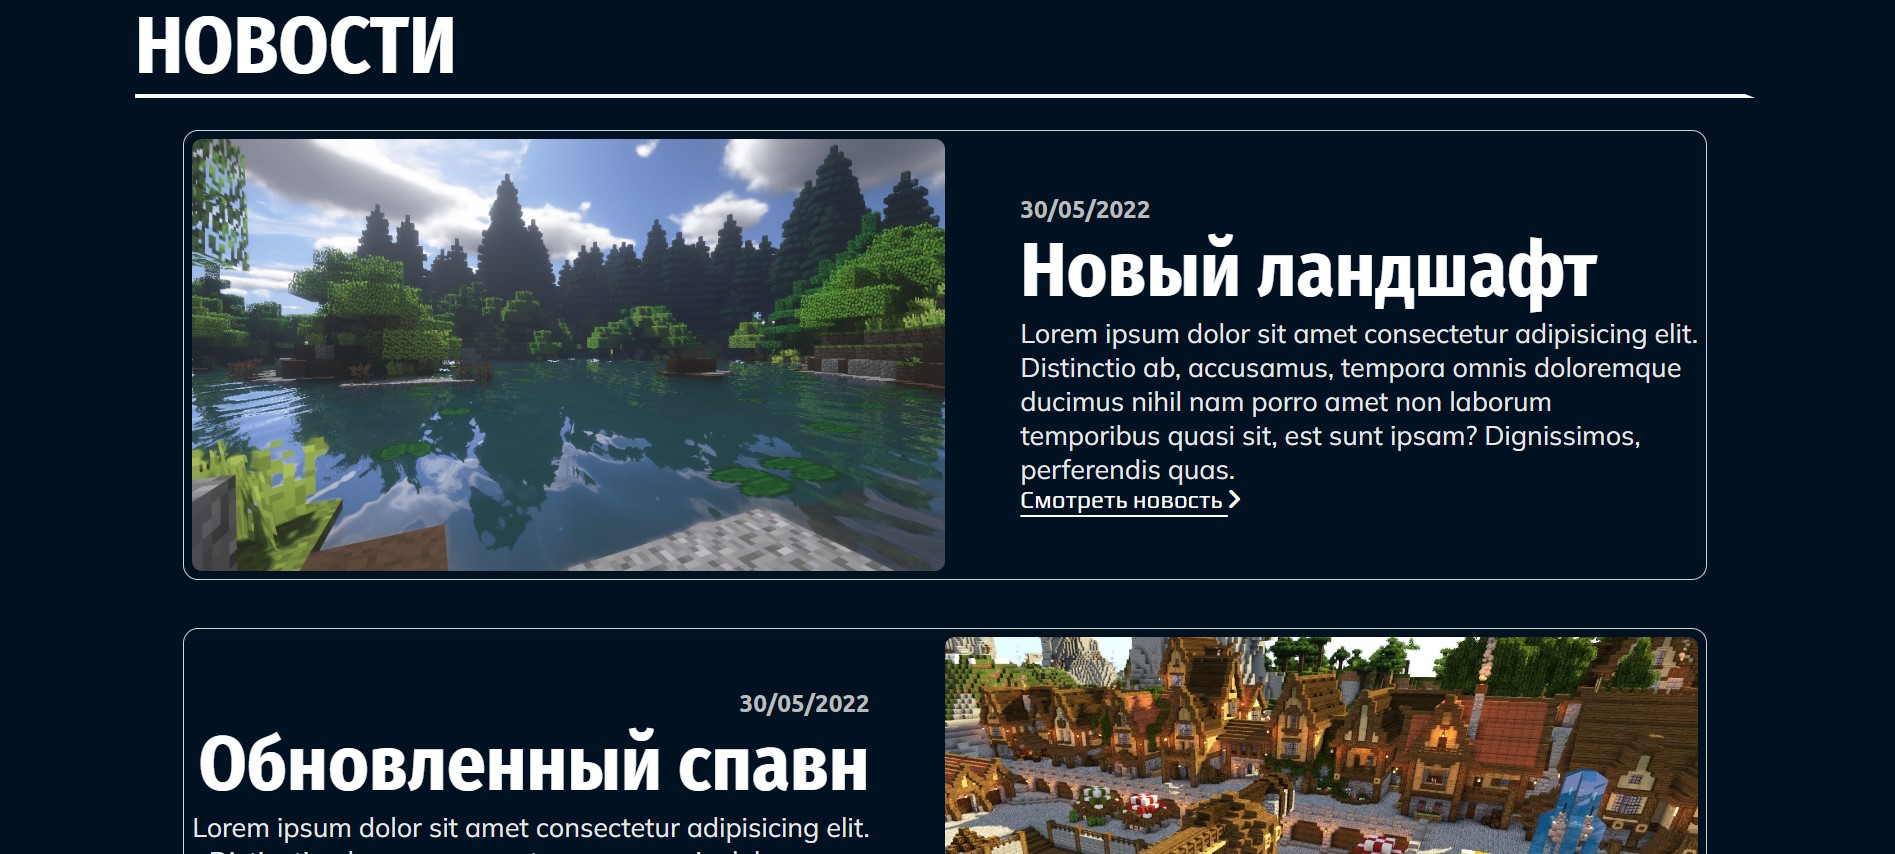 НОВОСТИ
30/05/2022
Новый ландшафт
Lorem ipsum dolor sit amet consectetur adipisicing elit.
Distinctio ab, accusamus, tempora omnis doloremque
ducimus nihil nam porro amet non laborum
temporibus quasi sit, est sunt ipsam? Dignissimos,
perferendis quas.
Смотреть новость
30/05/2022
Обновленный спавн
Lorem ipsum dolor sit amet consectetur adipisicing elit.